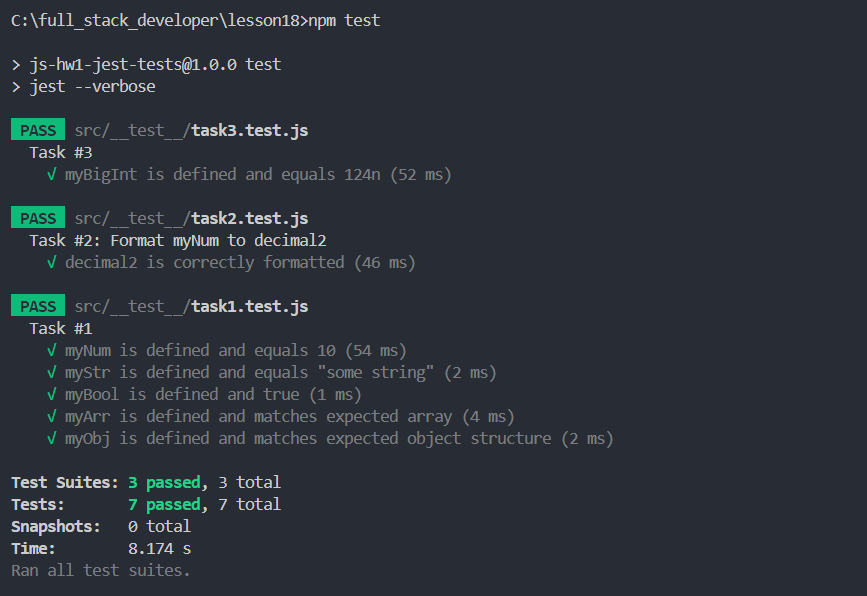 C:\full_stack_developer\lesson18>npm test
> js-hw1-jest-tests@1.0.0 test
> jest --verbose
PASS src/__test__/task3.test.js
Task #3
√ myBigInt is defined and equals 124n (52 ms)
PASS src/__test__/task2.test.js
Task #2: Format myNum to decimal2
√ decimal2 is correctly formatted (46 ms)
PASS src/__test__/task1.test.js
Task #1
√ myNum is defined and equals 10 (54 ms)
√ myStr is defined and equals "some string" (2 ms)
√ myBool is defined and true (1 ms)
√ myArr is defined and matches expected array (4 ms)
√ myObj is defined and matches expected object structure (2 ms)
Test Suites: 3 passed, 3 total
Tests: 7 passed, 7 total
Snapshots: 0 total
Time: 8.174 s
Ran all test suites.